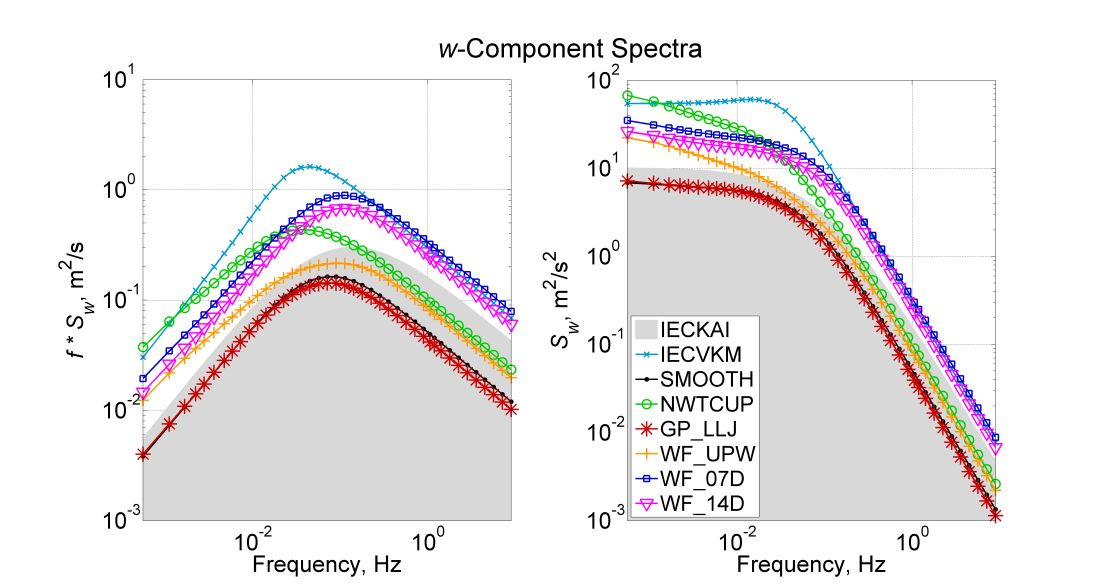 w-Component Spectra
10^1
10^0
10^-1
10^-2
10^-3
f * S_w, m^2/s
10^-2
10^0
Frequency, Hz
10^2
10^1
10^0
10^-1
10^-2
10^-3
S_w, m^2/s^2
10^-2
10^0
Frequency, Hz
IECKAI
IECVKM
SMOOTH
NWTCUP
GP_LLJ
WF_UPW
WF_07D
WF_14D